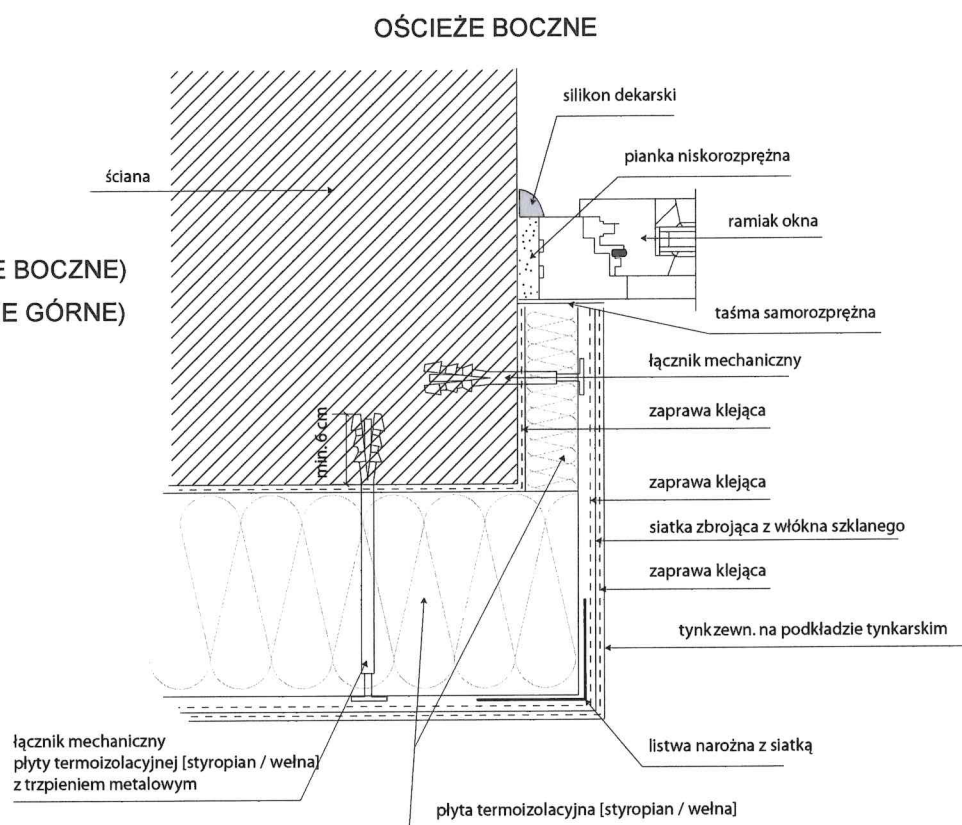 OŚCIEŻE BOCZNE
silikon dekarski
pianka niskorozprężna
ściana
ramiak okna
E BOCZNE)
E GÓRNE)
taśma samorozprężna
łącznik mechaniczny
zaprawa klejąca
min. 6 cm
zaprawa klejąca
siatka zbrojąca z włókna szklanego
zaprawa klejąca
tynk zewn. na podkładzie tynkarskim
listwa narożna z siatką
łącznik mechaniczny
płyty termoizolacyjnej [styropian / wełna]
z trzpieniem metalowym
płyta termoizolacyjna [styropian / wełna]